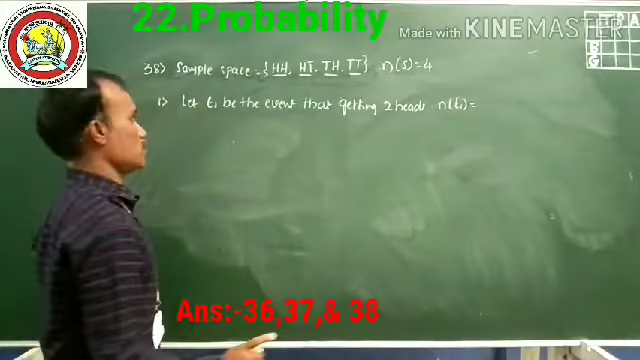 22.Probability
Made with KINEMASTER
38) Sample space = {HH, HT, TH, TT} n(S)=4
1) Let E₁ be the event that getting 2 heads n(E₁)=
B
G
Ans:-36,37,& 38